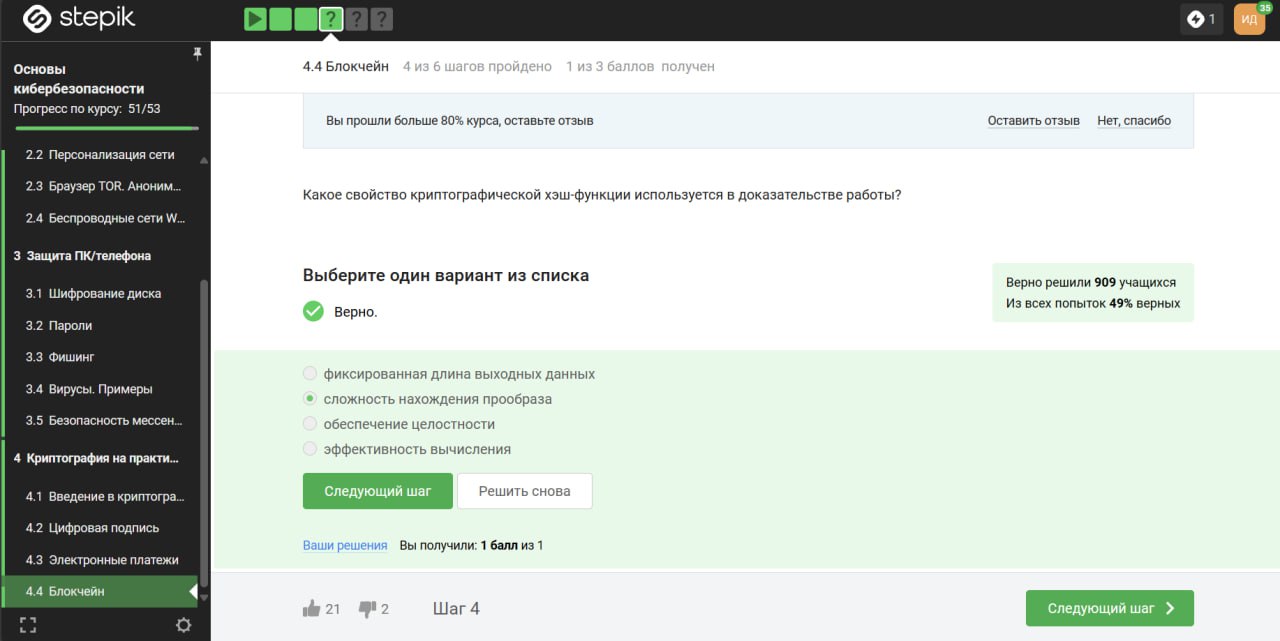 stepik
? ? ?
1
ИД
35
Основы
кибербезопасности
Прогресс по курсу: 51/53
2.2 Персонализация сети
2.3 Браузер TOR. Аноним...
2.4 Беспроводные сети W...
3 Защита ПК/телефона
3.1 Шифрование диска
3.2 Пароли
3.3 Фишинг
3.4 Вирусы. Примеры
3.5 Безопасность мессен...
4 Криптография на практи...
4.1 Введение в криптогра...
4.2 Цифровая подпись
4.3 Электронные платежи
4.4 Блокчейн
4.4 Блокчейн 4 из 6 шагов пройдено 1 из 3 баллов получен
Вы прошли больше 80% курса, оставьте отзыв Оставить отзыв Нет, спасибо
Какое свойство криптографической хэш-функции используется в доказательстве работы?
Выберите один вариант из списка
Верно.
Верно решили 909 учащихся
Из всех попыток 49% верных
фиксированная длина выходных данных
сложность нахождения прообраза
обеспечение целостности
эффективность вычисления
Следующий шаг Решить снова
Ваши решения Вы получили: 1 балл из 1
21 2 Шаг 4 Следующий шаг